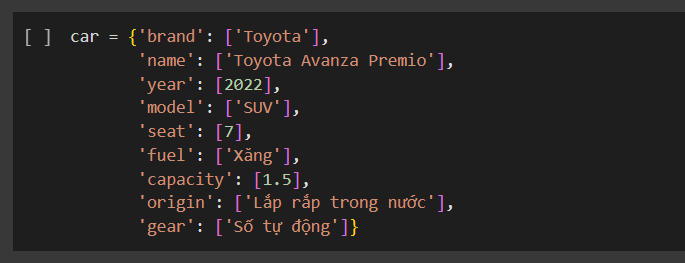 [ ] car = {'brand': ['Toyota'],
'name': ['Toyota Avanza Premio'],
'year': [2022],
'model': ['SUV'],
'seat': [7],
'fuel': ['Xăng'],
'capacity': [1.5],
'origin': ['Lắp rắp trong nước'],
'gear': ['Số tự động']}